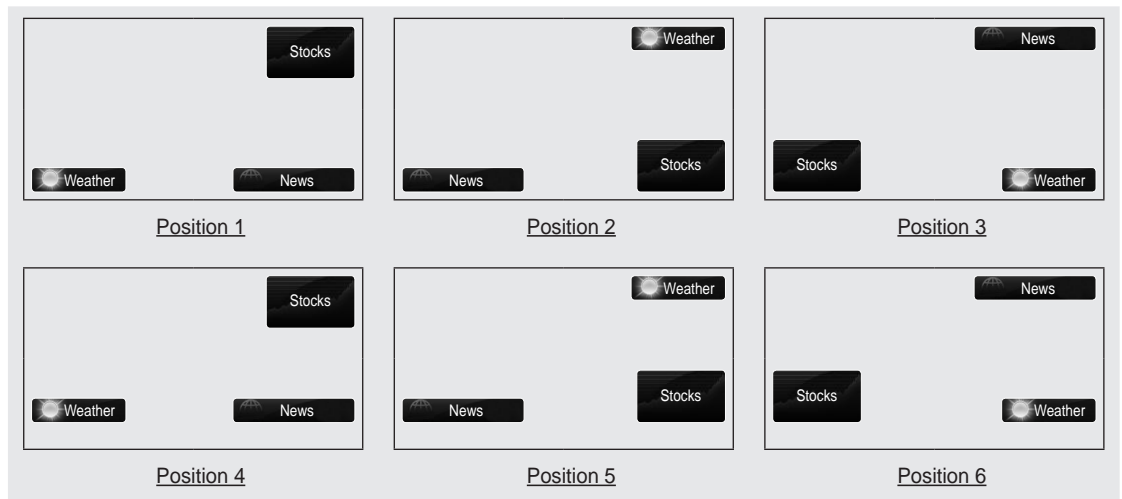 Stocks
Weather
News
Position 1
Weather
News
Stocks
Position 2
News
Stocks
Weather
Position 3
Stocks
Weather
News
Position 4
Weather
News
Stocks
Position 5
News
Stocks
Weather
Position 6